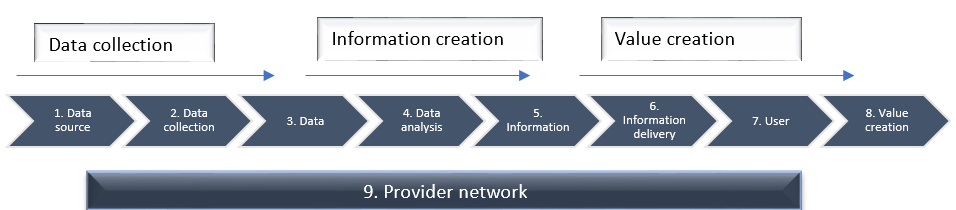 Data collection
Information creation
Value creation
1. Data
source
2. Data
collection
3. Data
4. Data
analysis
5.
Information
6.
Information
delivery
7. User
8. Value
creation
9. Provider network